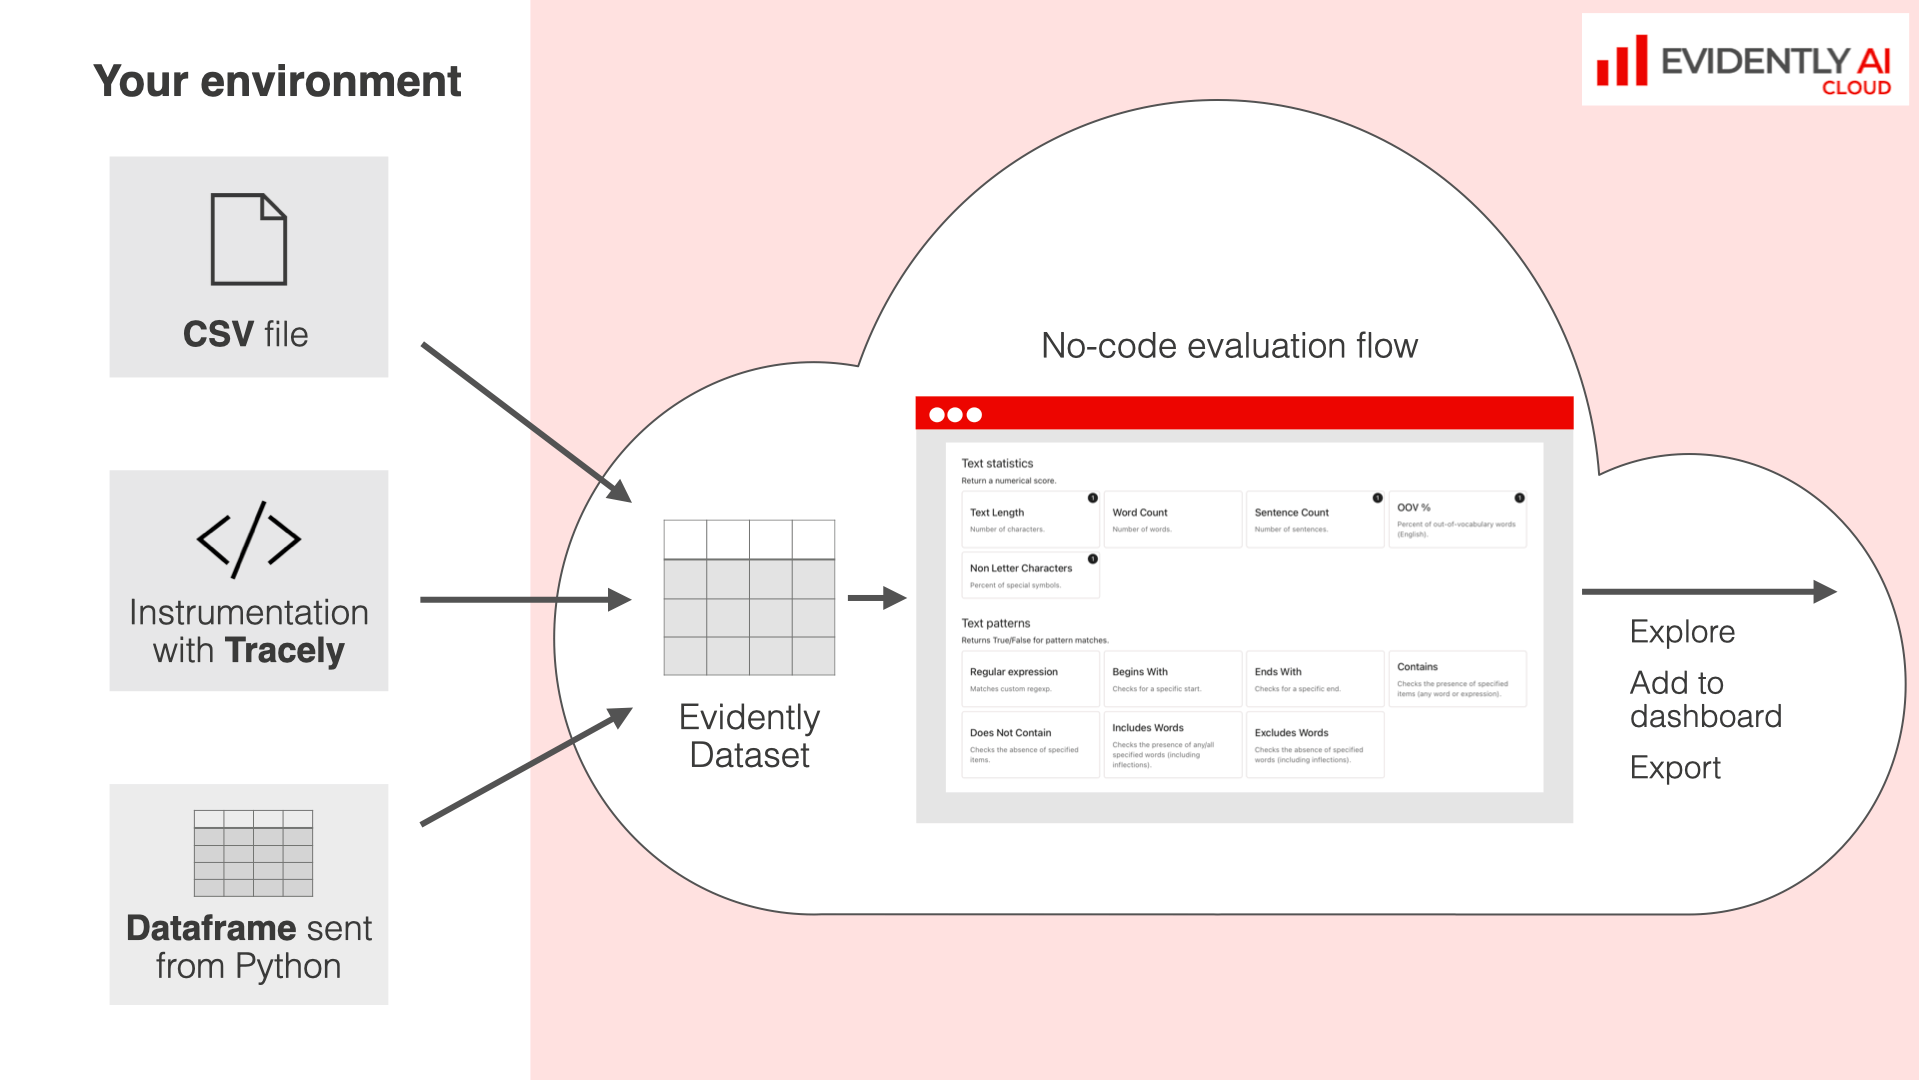 Your environment
EVIDENTLY AI
CLOUD
CSV file
Instrumentation
with Tracely
Dataframe sent
from Python
Evidently
Dataset
No-code evaluation flow
Text statistics
Return a numerical score.
1
Text Length
Number of characters.
Word Count
Number of words.
1
Sentence Count
Number of sentences.
1
OOV %
Percent of out-of-vocabulary words
(English).
1
Non Letter Characters
Percent of special symbols.
Text patterns
Returns True/False for pattern matches.
Regular expression
Matches custom regexp.
Begins With
Checks for a specific start.
Ends With
Checks for a specific end.
Contains
Checks the presence of specified
items (any word or expression).
Does Not Contain
Checks the absence of specified
items.
Includes Words
Checks the presence of any/all
specified words (including
inflections).
Excludes Words
Checks the absence of specified
words (including inflections).
Explore
Add to
dashboard
Export